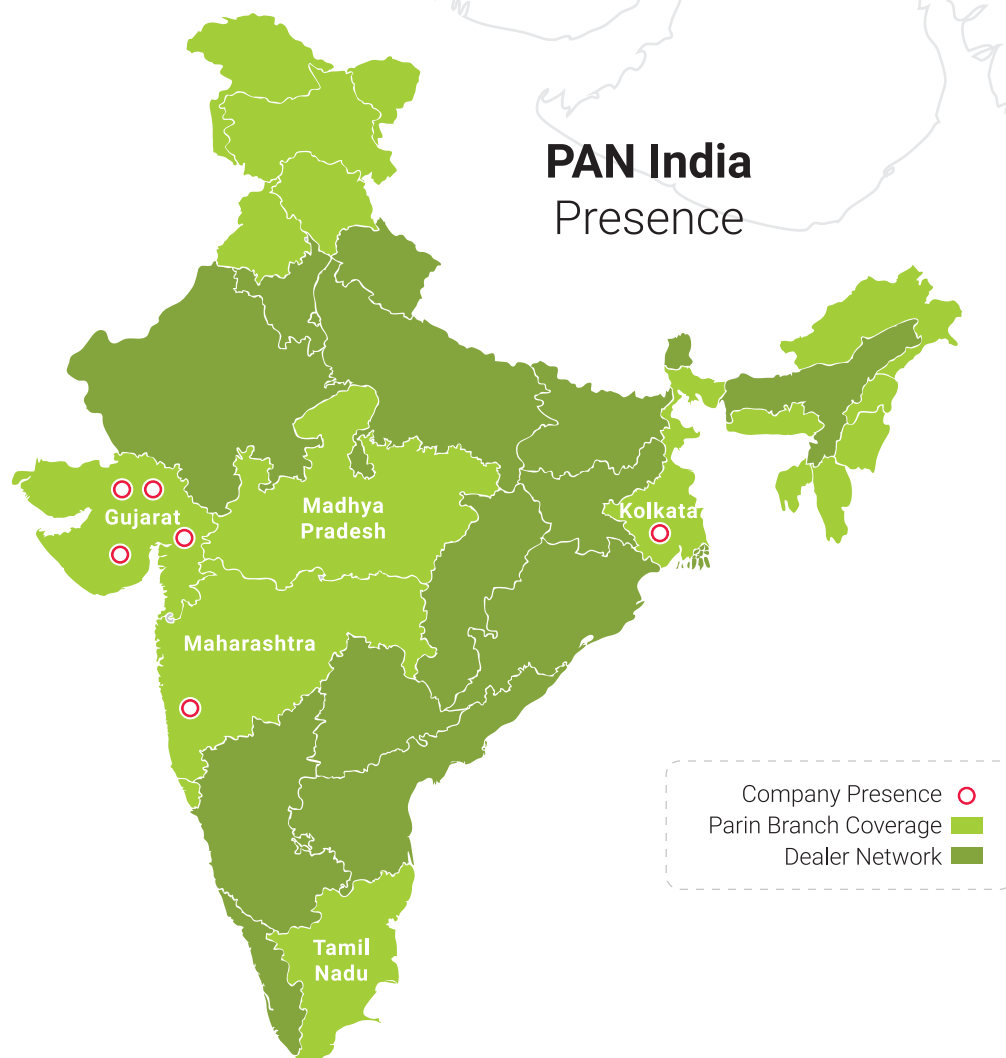 PAN India
Presence
Madhya
Pradesh
Gujarat
Kolkata
Maharashtra
Company Presence
Parin Branch Coverage
Dealer Network
Tamil
Nadu